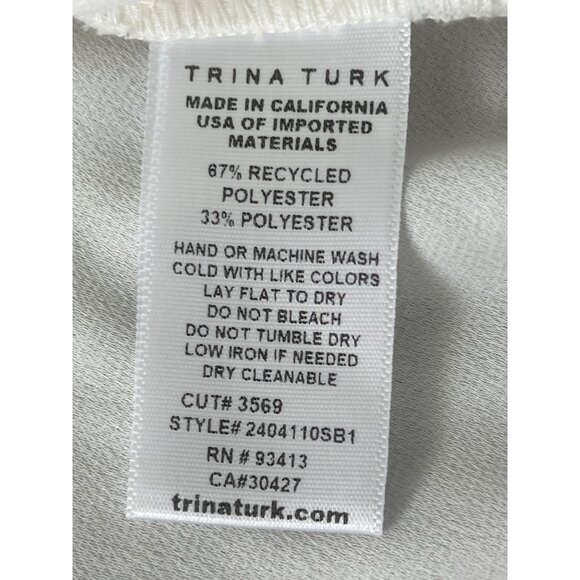 TRINA TURK
MADE IN CALIFORNIA
USA OF IMPORTED
MATERIALS
67% RECYCLED
POLYESTER
33% POLYESTER
HAND OR MACHINE WASH
COLD WITH LIKE COLORS
LAY FLAT TO DRY
DO NOT BLEACH
DO NOT TUMBLE DRY
LOW IRON IF NEEDED
DRY CLEANABLE
CUT# 3569
STYLE# 2404110SB1
RN # 93413
CA#30427
trinaturk.com